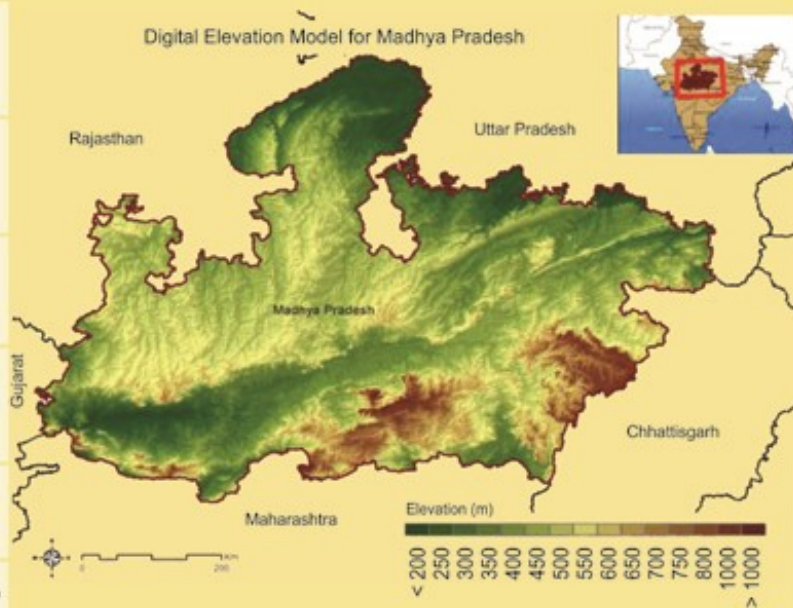 Digital Elevation Model for Madhya Pradesh
Rajasthan
Uttar Pradesh
Madhya Pradesh
Gujarat
Chhattisgarh
Maharashtra
Elevation (m)
< 200 250 300 350 400 450 500 550 600 650 700 750 800 1000 > 1000
Km
0 200